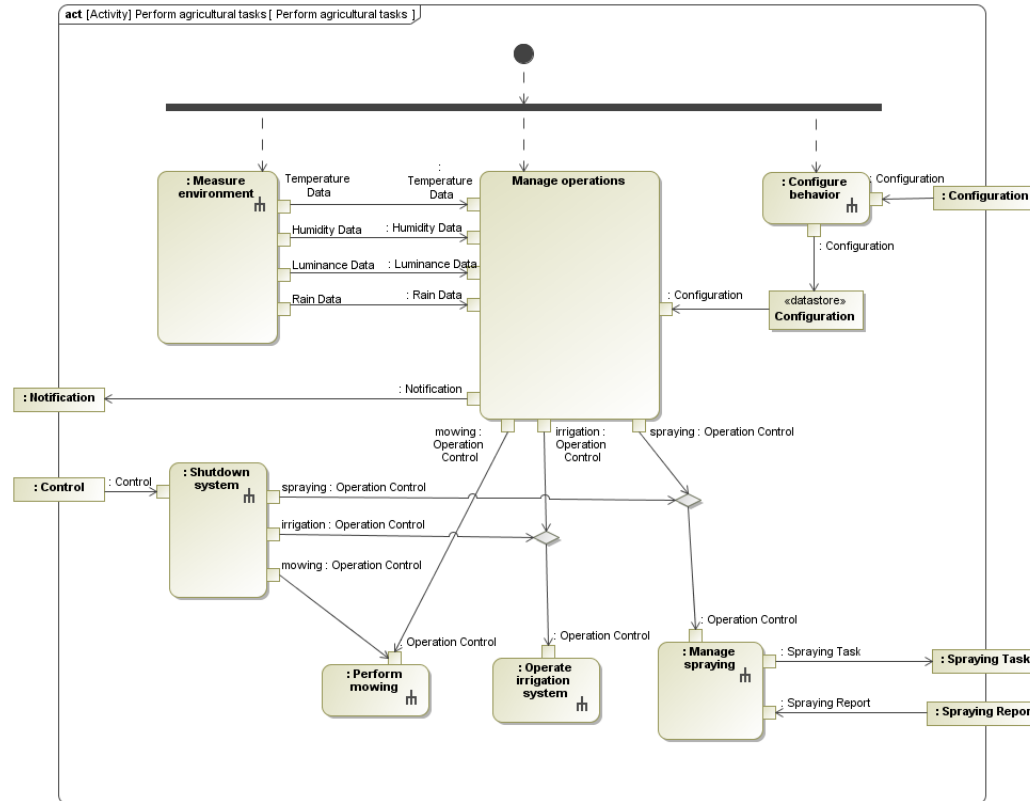 act [Activity] Perform agricultural tasks [ Perform agricultural tasks ]
: Measure
environment
Temperature
Data
:
Temperature
Data
Humidity Data
: Humidity Data
Luminance Data
: Luminance Data
Rain Data
: Rain Data
Manage operations
: Configure
behavior
: Configuration
: Configuration
: Configuration
«datastore»
Configuration
: Configuration
: Notification
: Notification
mowing :
Operation
Control
irrigation :
Operation
Control
spraying : Operation Control
: Control
: Control
: Shutdown
system
spraying : Operation Control
irrigation : Operation Control
mowing : Operation Control
: Operation Control
: Perform
mowing
: Operation Control
: Operate
irrigation
system
: Operation Control
: Manage
spraying
: Spraying Task
: Spraying Task
: Spraying Report
: Spraying Report